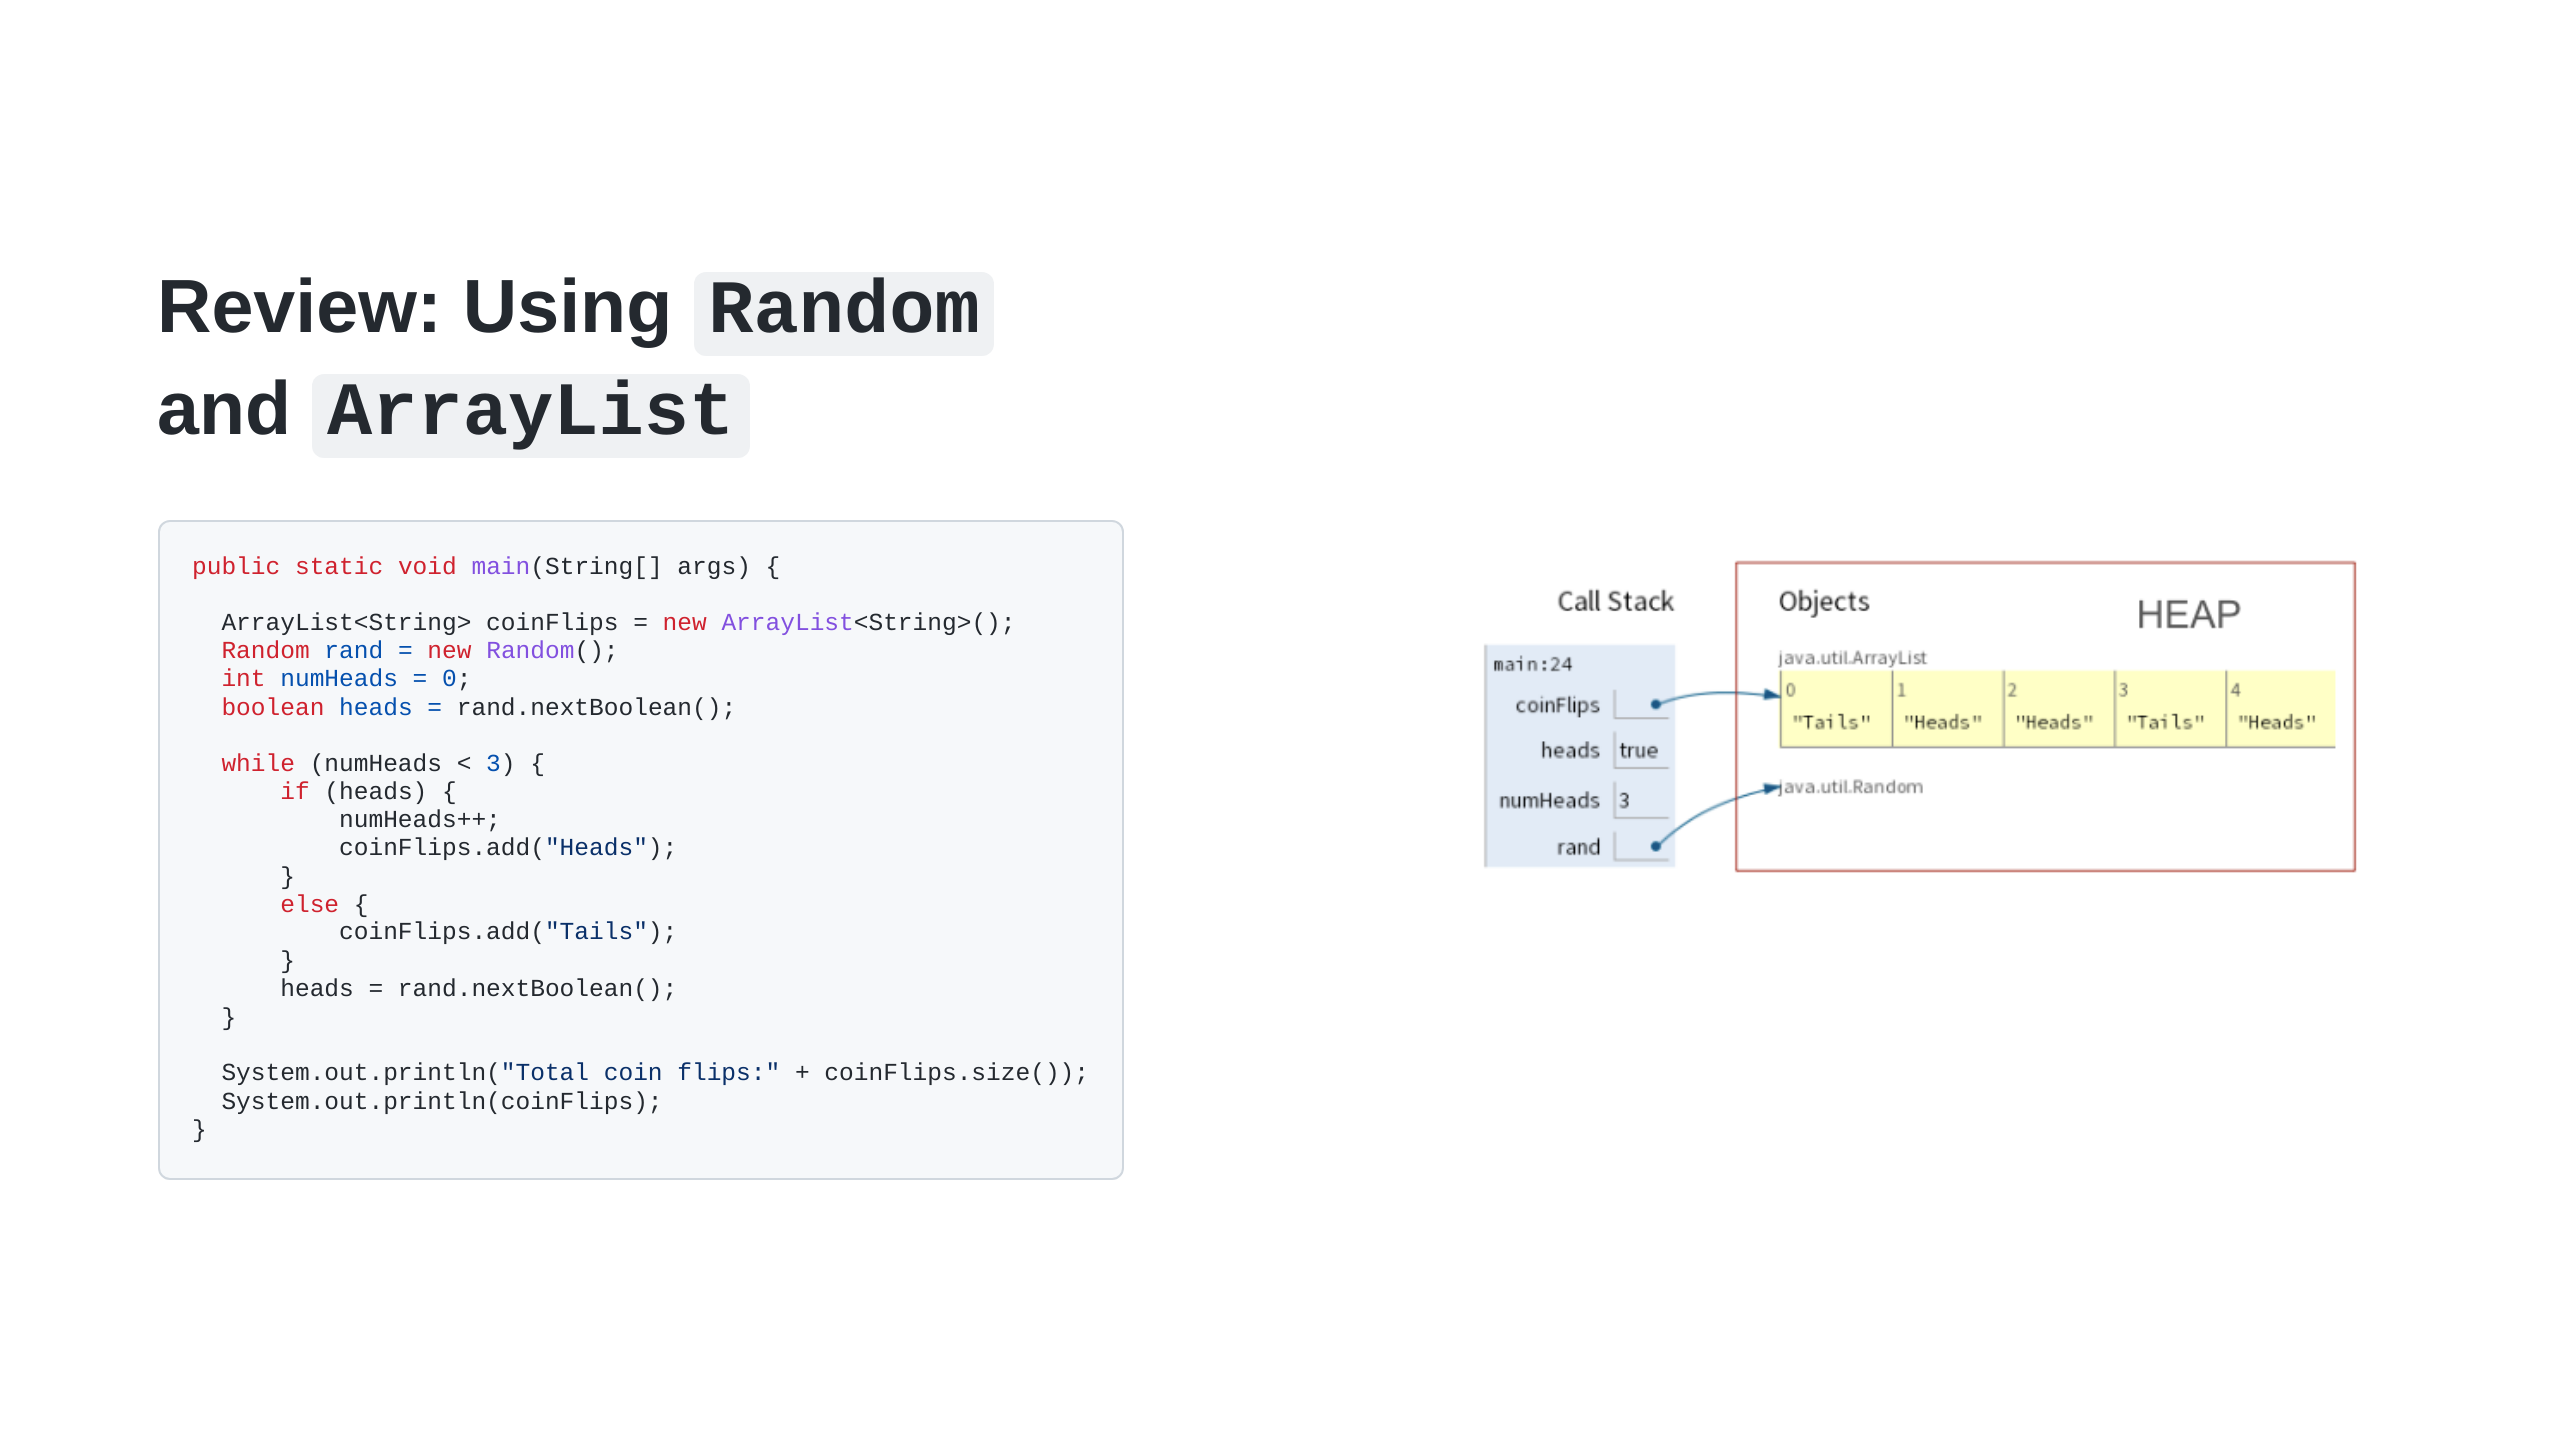 Review: Using Random
and ArrayList
public static void main(String[] args) {
ArrayList<String> coinFlips = new ArrayList<String>();
Random rand = new Random();
int numHeads = 0;
boolean heads = rand.nextBoolean();
while (numHeads < 3) {
if (heads) {
numHeads++;
coinFlips.add("Heads");
}
else {
coinFlips.add("Tails");
}
heads = rand.nextBoolean();
}
System.out.println("Total coin flips:" + coinFlips.size());
System.out.println(coinFlips);
}
Call Stack
main:24
coinFlips
heads true
numHeads 3
rand
Objects
HEAP
java.util.ArrayList
0 1 2 3 4
"Tails" "Heads" "Heads" "Tails" "Heads"
java.util.Random